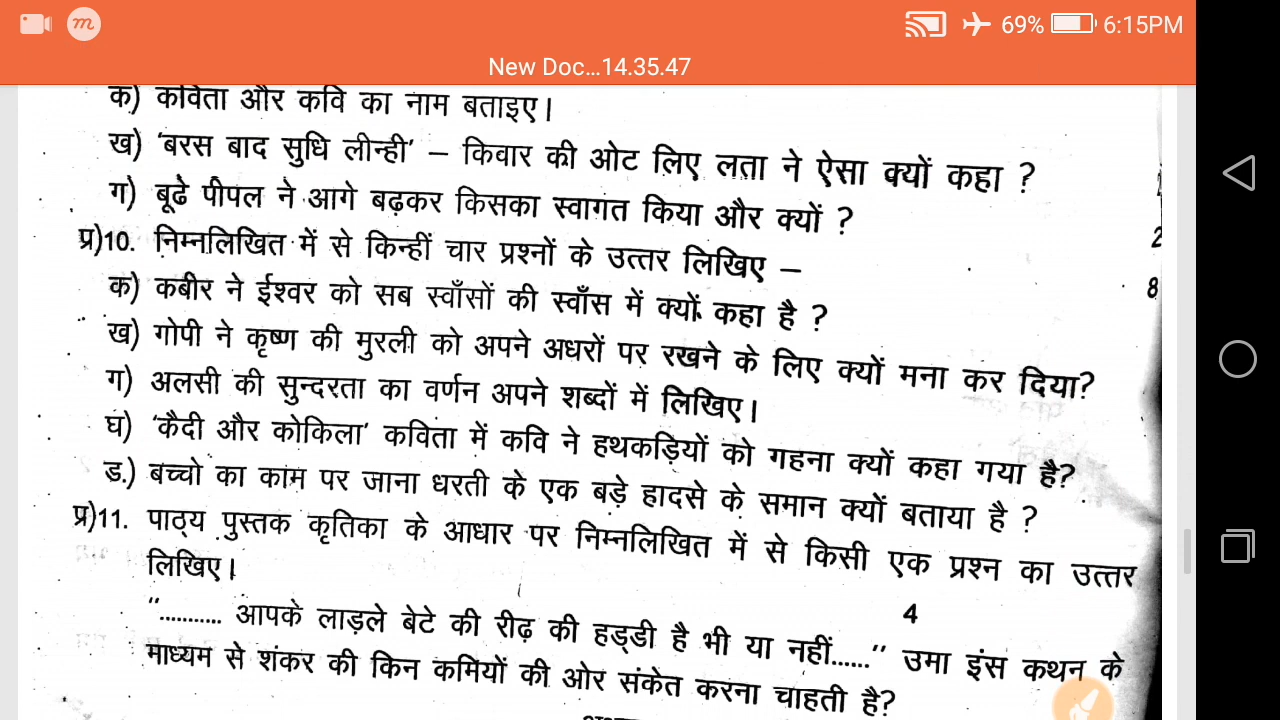 m
69% 6:15PM
New Doc...14.35.47
क) कविता और कवि का नाम बताइए।
ख) 'बरस बाद सुधि लीन्ही' – किवार की ओट लिए लता ने ऐसा क्यों कहा ?
ग) बूढे पीपल ने आगे बढ़कर किसका स्वागत किया और क्यों ?
2
प्र)10. निम्नलिखित में से किन्हीं चार प्रश्नों के उत्तर लिखिए –
8
क) कबीर ने ईश्वर को सब स्वाँसों की स्वाँस में क्यों कहा है ?
ख) गोपी ने कृष्ण की मुरली को अपने अधरों पर रखने के लिए क्यों मना कर दिया?
ग) अलसी की सुन्दरता का वर्णन अपने शब्दों में लिखिए।
घ) 'कैदी और कोकिला' कविता में कवि ने हथकड़ियों को गहना क्यों कहा गया है?
ड.) बच्चो का काम पर जाना धरती के एक बड़े हादसे के समान क्यों बताया है ?
प्र)11. पाठ्य पुस्तक कृतिका के आधार पर निम्नलिखित में से किसी एक प्रश्न का उत्तर
लिखिए।
4
"........... आपके लाड़ले बेटे की रीढ़ की हड्डी है भी या नहीं......" उमा इंस कथन के
माध्यम से शंकर की किन कमियों की ओर संकेत करना चाहती है?